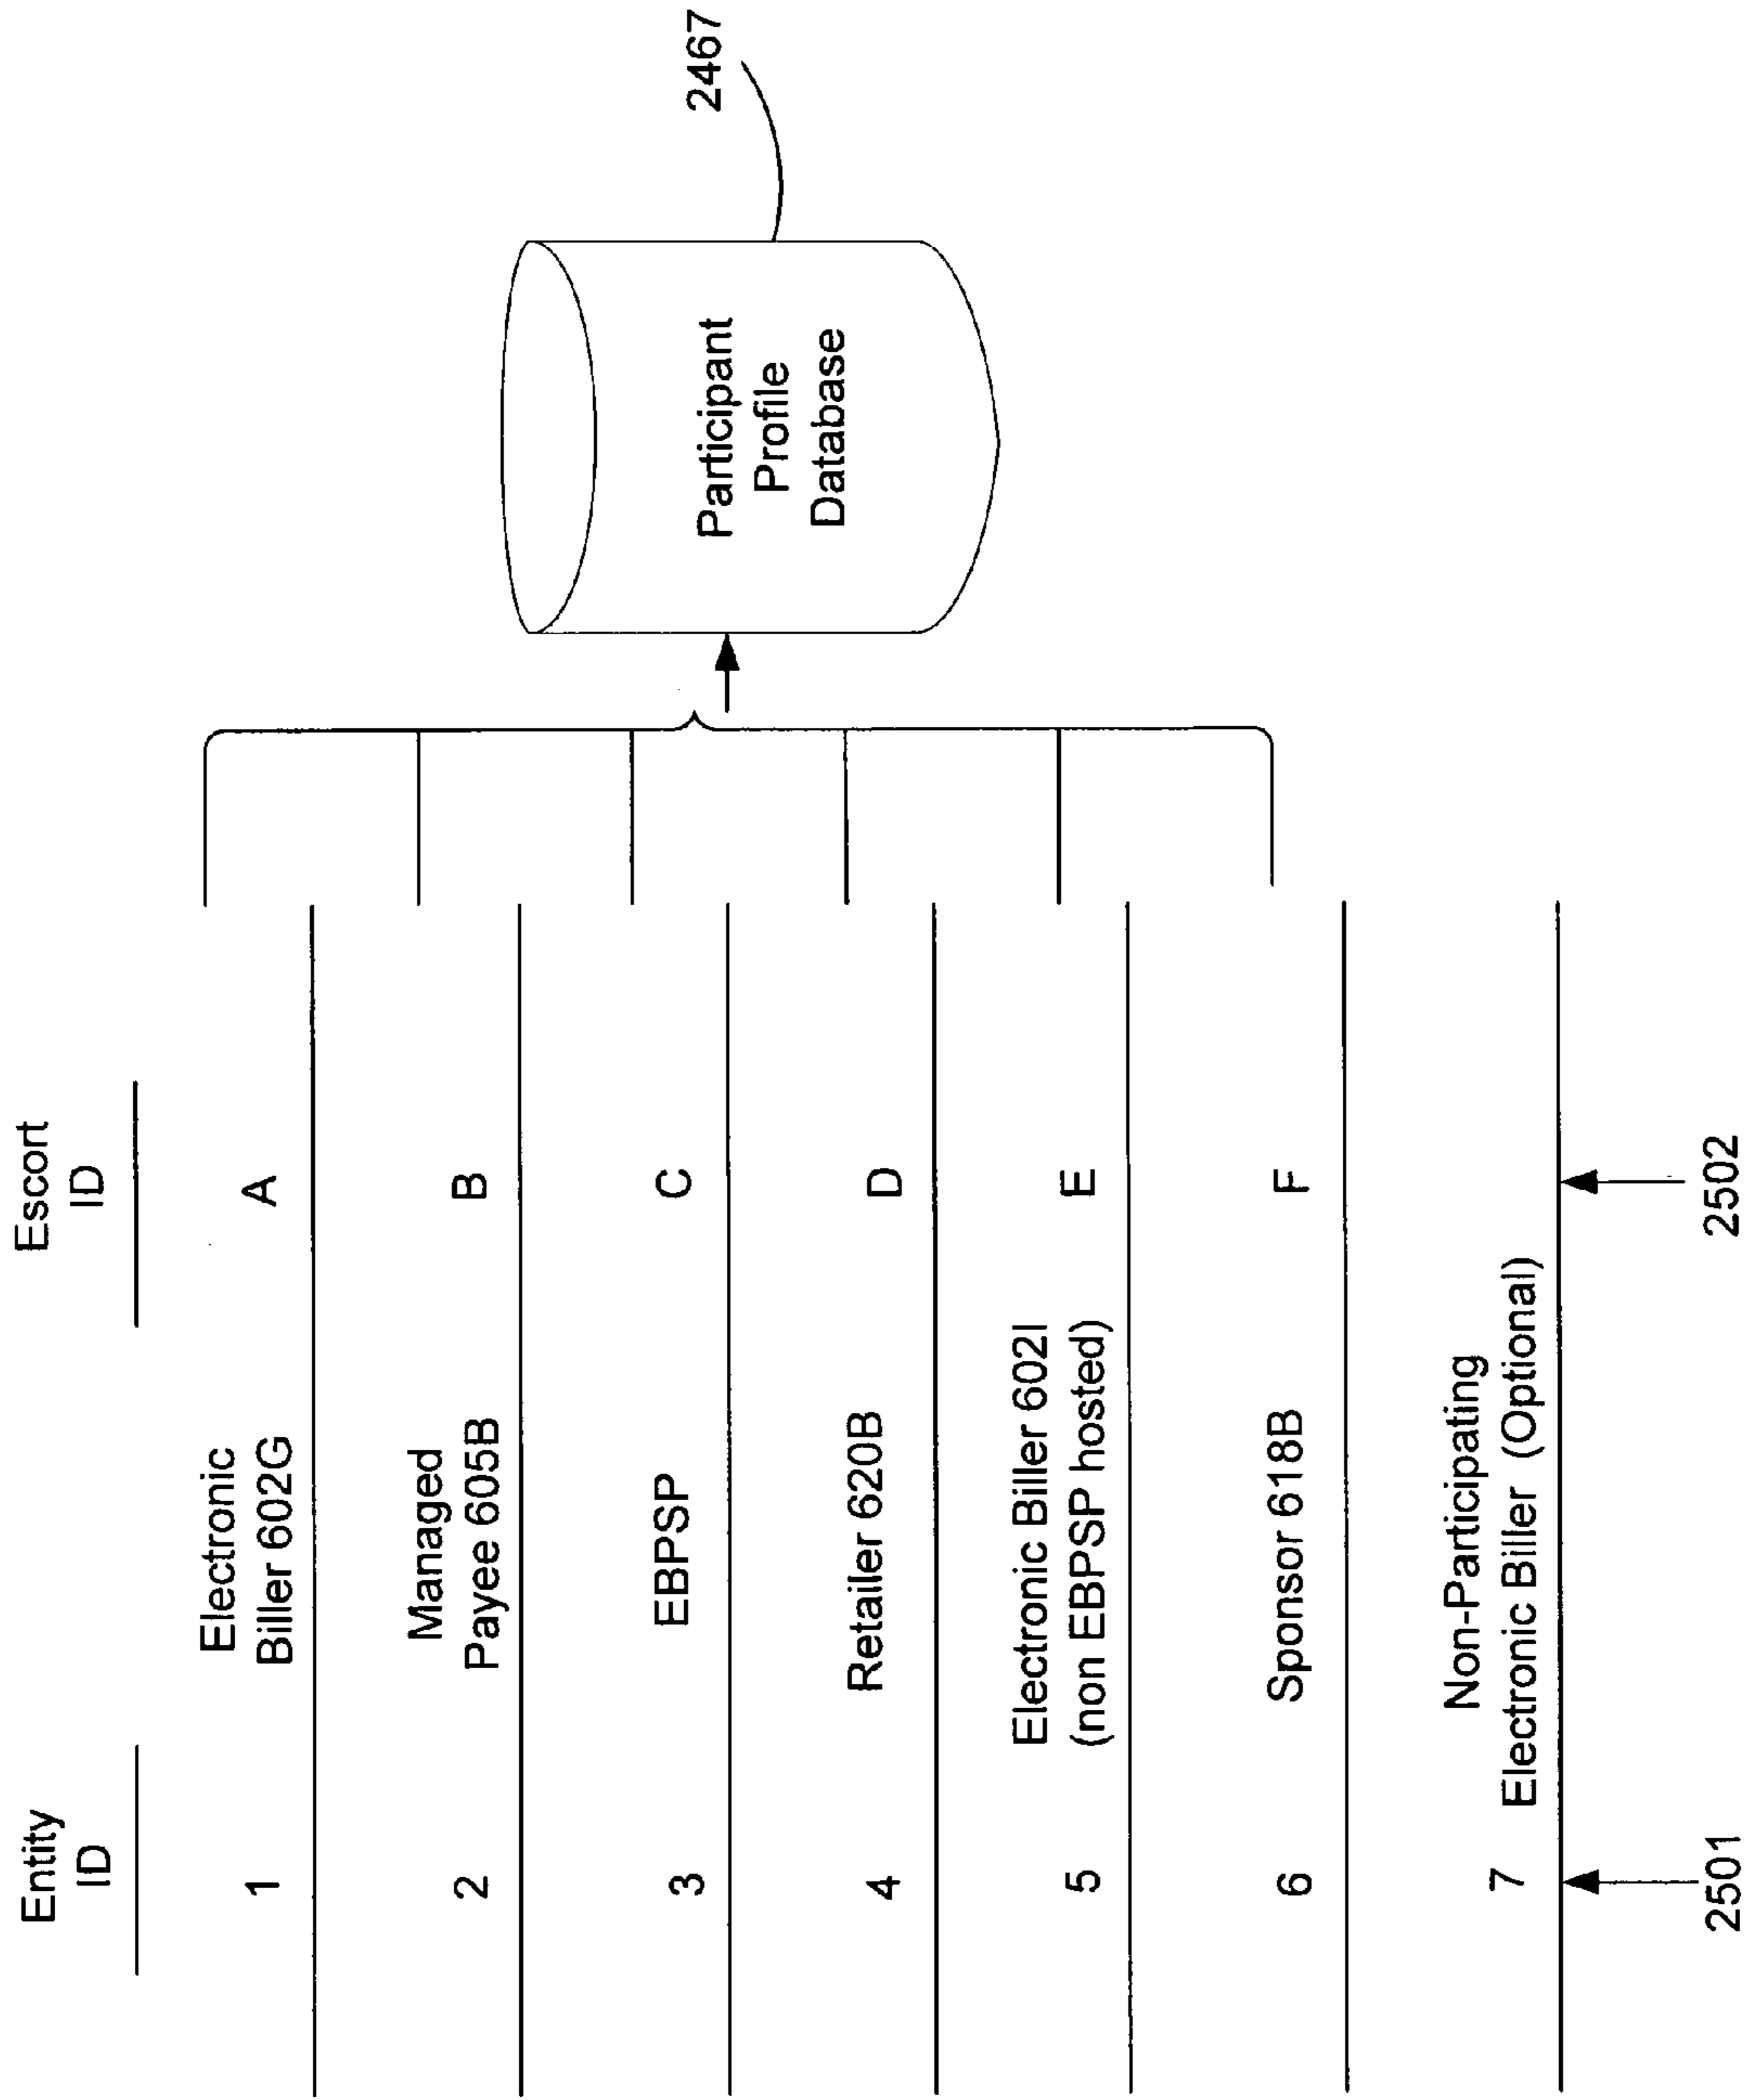 Entity
ID
Escort
ID
1
Electronic
Biller 602G
A
2
Managed
Payee 605B
B
3
EBPSP
C
4
Retailer 620B
D
5
Electronic Biller 602I
(non EBPSP hosted)
E
6
Sponsor 618B
F
7
Non-Participating
Electronic Biller (Optional)
2501
2502
Participant
Profile
Database
2467